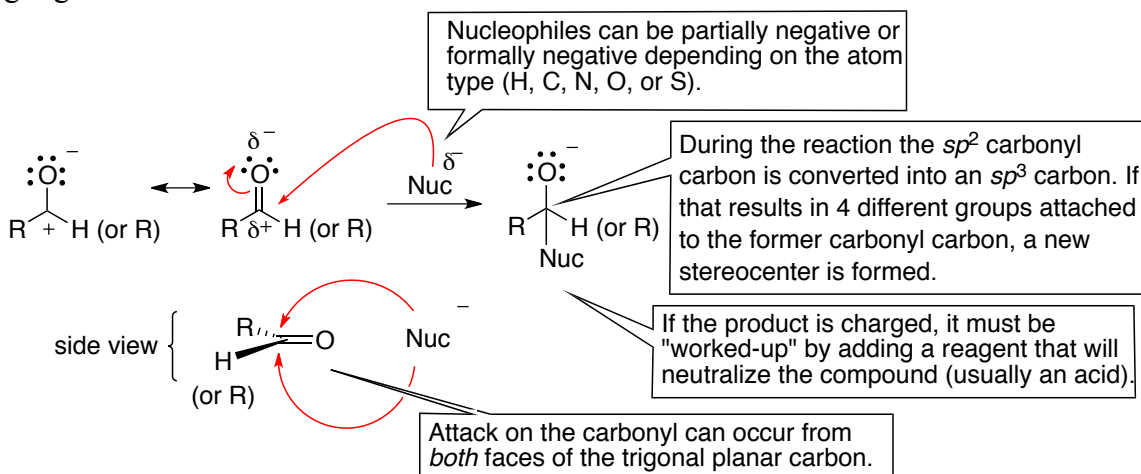 Nucleophiles can be partially negative or
formally negative depending on the atom
type (H, C, N, O, or S).
δ −
O −
O
Nuc δ−
R + H (or R)
R δ+ H (or R)
O −
R H (or R)
Nuc
During the reaction the sp2 carbonyl
carbon is converted into an sp3 carbon. If
that results in 4 different groups attached
to the former carbonyl carbon, a new
stereocenter is formed.
side view
R
H
O
(or R)
Nuc −
If the product is charged, it must be
"worked-up" by adding a reagent that will
neutralize the compound (usually an acid).
Attack on the carbonyl can occur from
both faces of the trigonal planar carbon.